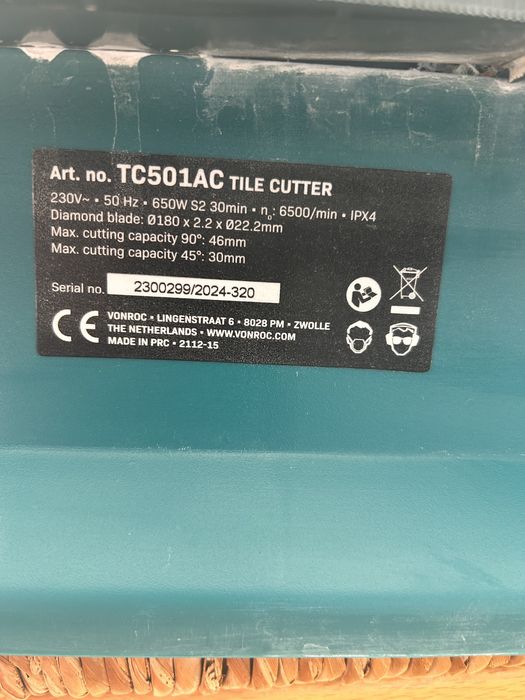 Art. no. TC501AC TILE CUTTER
230V~ • 50 Hz • 650W S2 30min • n₀: 6500/min • IPX4
Diamond blade: Ø180 x 2.2 x Ø22.2mm
Max. cutting capacity 90°: 46mm
Max. cutting capacity 45°: 30mm
Serial no. 2300299/2024-320
CE
VONROC • LINGENSTRAAT 6 • 8028 PM - ZWOLLE
THE NETHERLANDS • WWW.VONROC.COM
MADE IN PRC • 2112-15